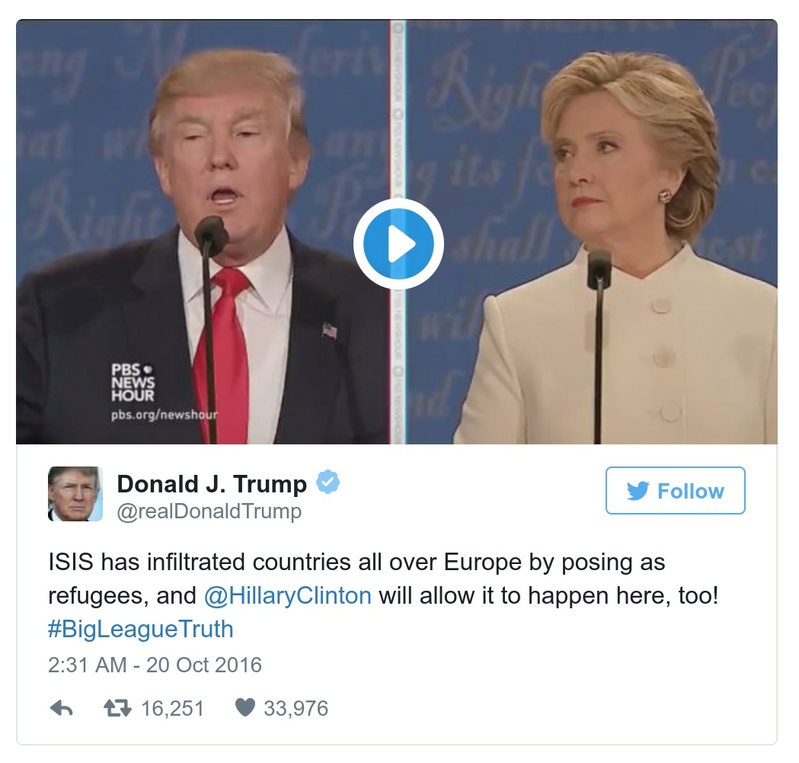 PBS
NEWS
HOUR
pbs.org/newshour
Donald J. Trump
@realDonaldTrump
Follow
ISIS has infiltrated countries all over Europe by posing as
refugees, and @HillaryClinton will allow it to happen here, too!
#BigLeagueTruth
2:31 AM - 20 Oct 2016
16,251 33,976